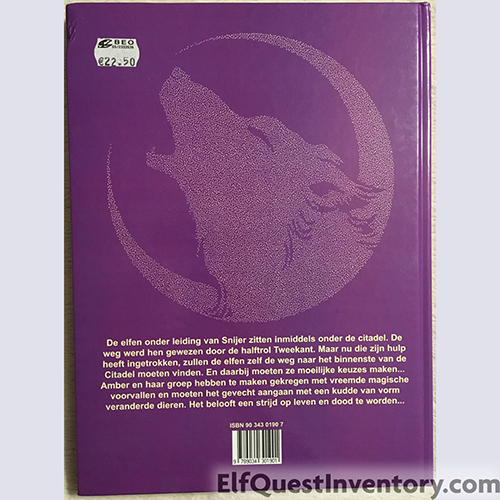 BEO
€22.50
De elfen onder leiding van Snijer zitten inmiddels onder de citadel. De
weg werd hen gewezen door de halftrol Tweekant. Maar nu die zijn hulp
heeft ingetrokken, zullen de elfen zelf de weg naar het binnenste van de
Citadel moeten vinden. En daarbij moeten ze moeilijke keuzes maken...
Amber en haar groep hebben te maken gekregen met vreemde magische
voorvallen en moeten het gevecht aangaan met een kudde van vorm
veranderde dieren. Het belooft een strijd op leven en dood te worden...
ISBN 90 343 0190 7
9 789034 301901
ElfQuestInventory.com